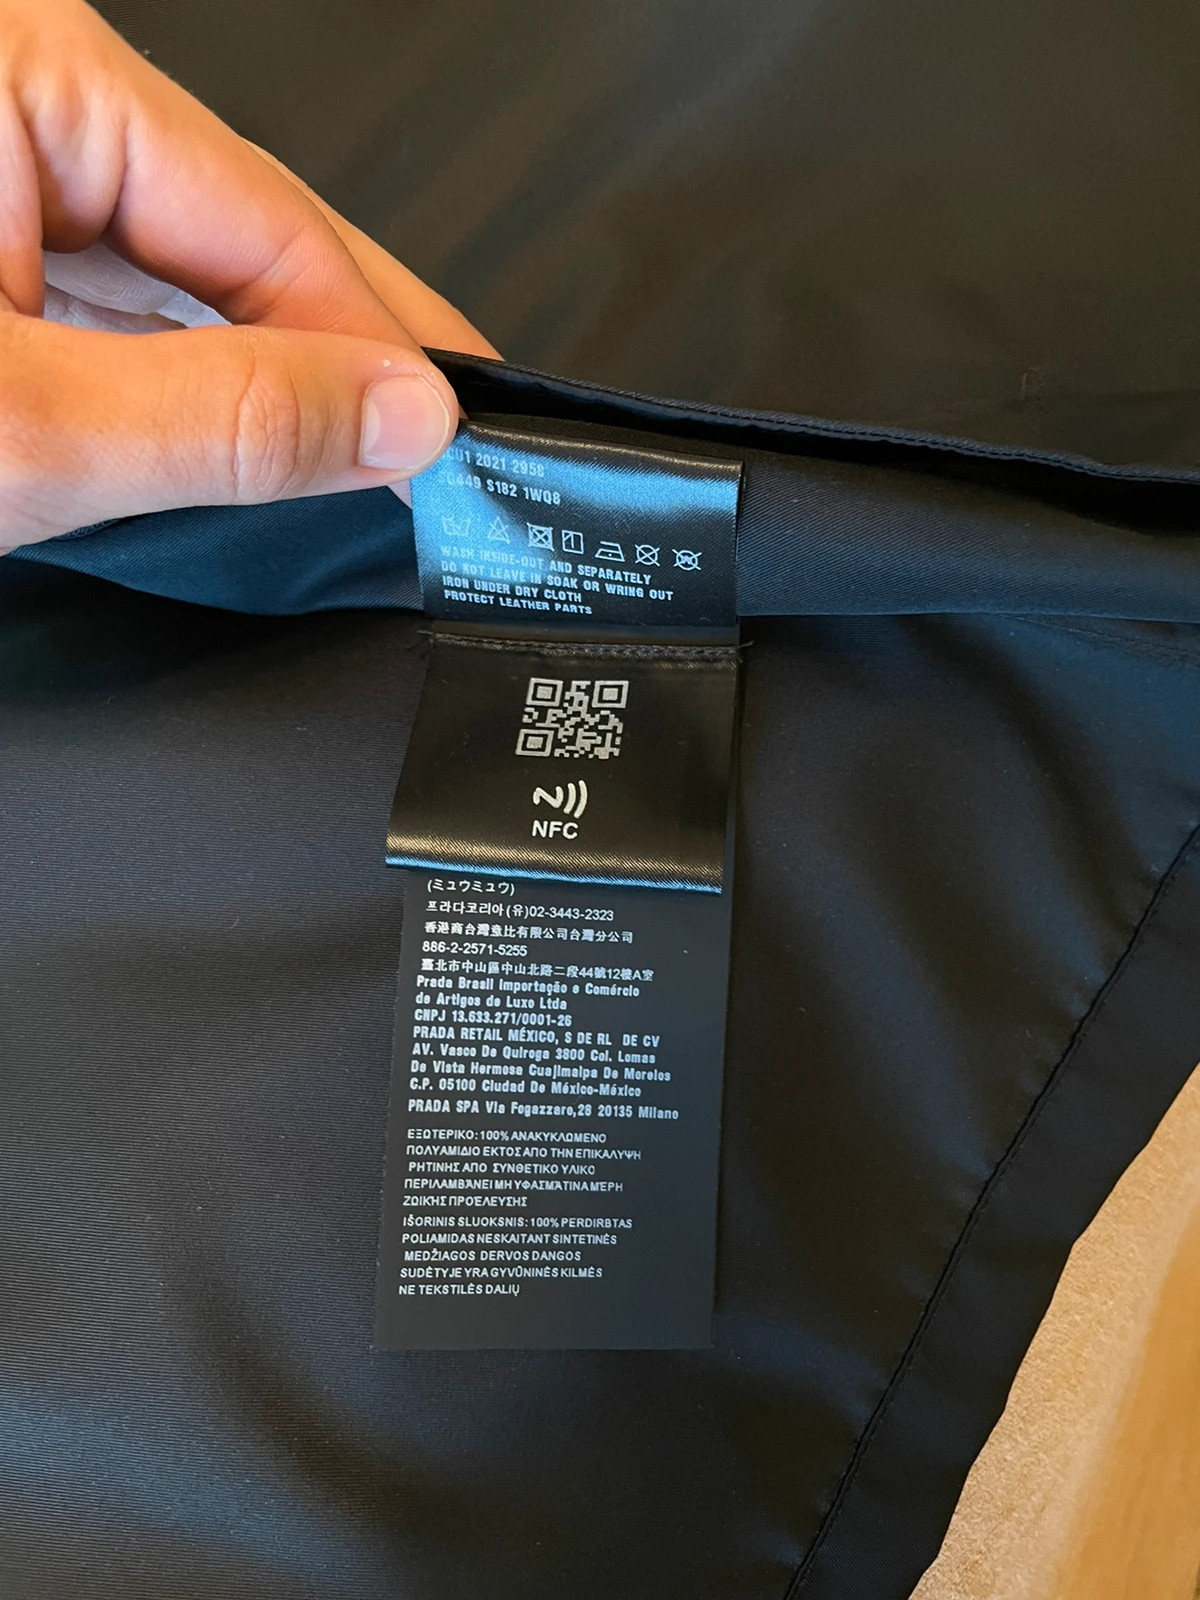 CU1 2021 2958
449 S182 1WQ8
WASH INSIDE-OUT AND SEPARATELY
DO NOT LEAVE IN SOAK OR WRING OUT
IRON UNDER DRY CLOTH
PROTECT LEATHER PARTS
NFC
(ミュウミュウ)
프라다코리아(유)02-3443-2323
香港商台灣意比有限公司台灣分公司
886-2-2571-5255
臺北市中山區中山北路二段44號12樓A室
Prada Brasil Importação e Comércio
de Artigos de Luxo Ltda
CNPJ 13.633.271/0001-26
PRADA RETAIL MÉXICO, S DE RL DE CV
AV. Vasco De Quiroga 3800 Col. Lomas
De Vista Hermosa Cuajimalpa De Morelos
C.P. 05100 Ciudad De México-México
PRADA SPA Via Fogazzaro,28 20135 Milano
ΕΞΩΤΕΡΙΚΟ: 100% ΑΝΑΚΥΚΛΩΜΕΝΟ
ΠΟΛΥΑΜΙΔΙΟ ΕΚΤΟΣ ΑΠΟ ΤΗΝ ΕΠΙΚΑΛΥΨΗ
ΡΗΤΙΝΗΣ ΑΠΟ ΣΥΝΘΕΤΙΚΟ ΥΛΙΚΟ
ΠΕΡΙΛΑΜΒΑΝΕΙ ΜΗ ΥΦΑΣΜΑΤΙΝΑ ΜΕΡΗ
ΖΩΙΚΗΣ ΠΡΟΕΛΕΥΣΗΣ
IŠORINIS SLUOKSNIS: 100% PERDIRBTAS
POLIAMIDAS NESKAITANT SINTETINĖS
MEDŽIAGOS DERVOS DANGOS
SUDĖTYJE YRA GYVŪNINĖS KILMĖS
NE TEKSTILĖS DALIŲ